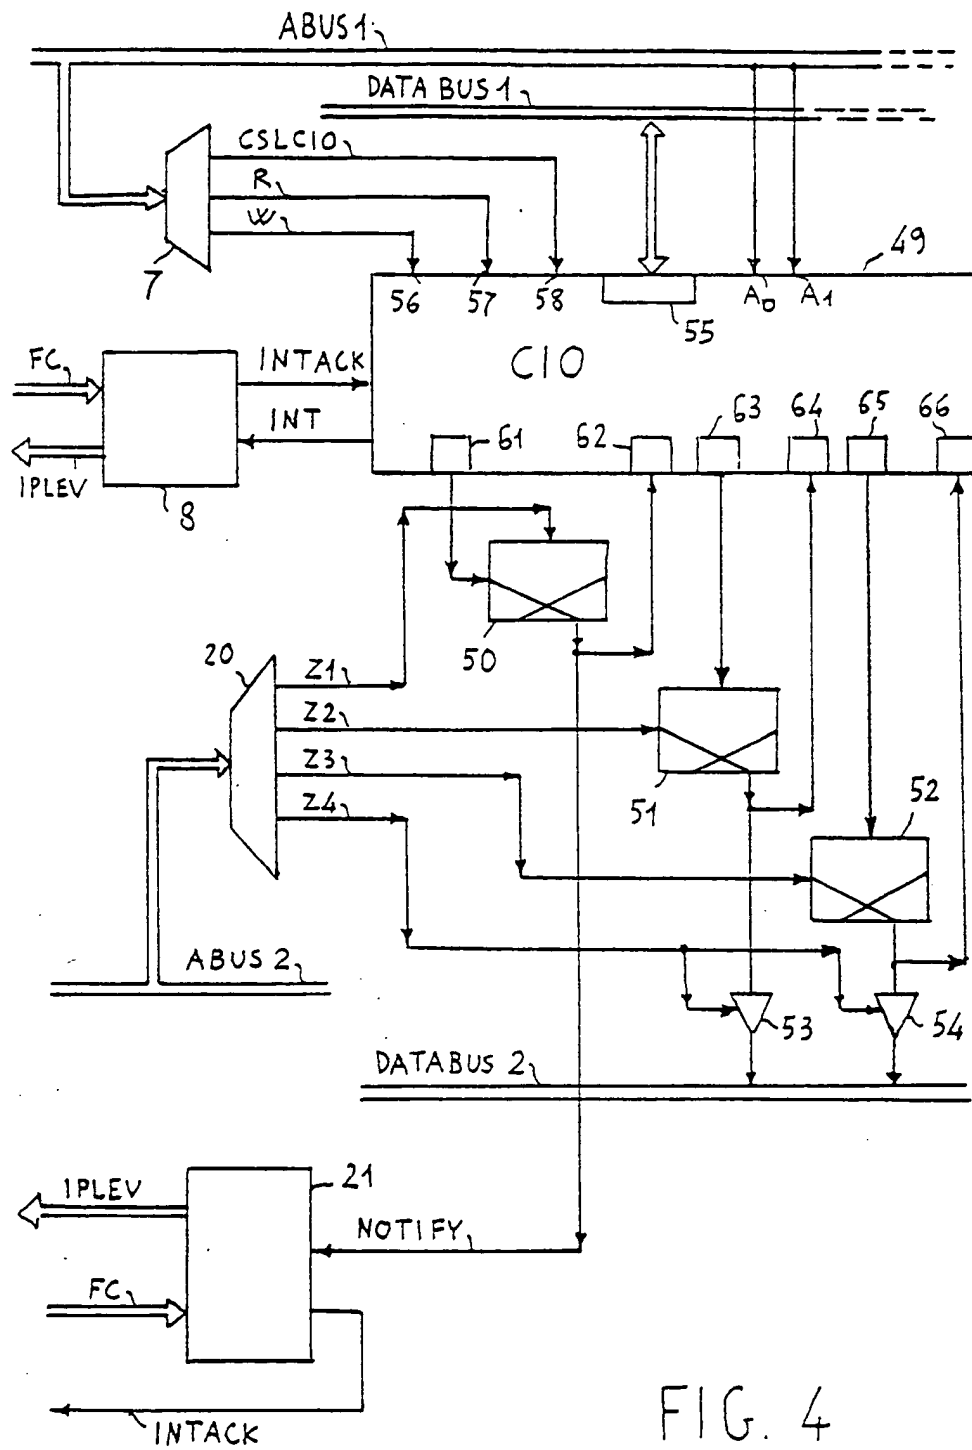 ABUS 1
DATA BUS 1
CSLCIO
R
W
7
49
56 57 58 55 A0 A1
CIO
FC
INTACK
INT
IPLEV
8
61 62 63 64 65 66
50
20
Z1
Z2
Z3
Z4
51
52
ABUS 2
53 54
DATABUS 2
IPLEV
21
NOTIFY
FC
INTACK
FIG. 4